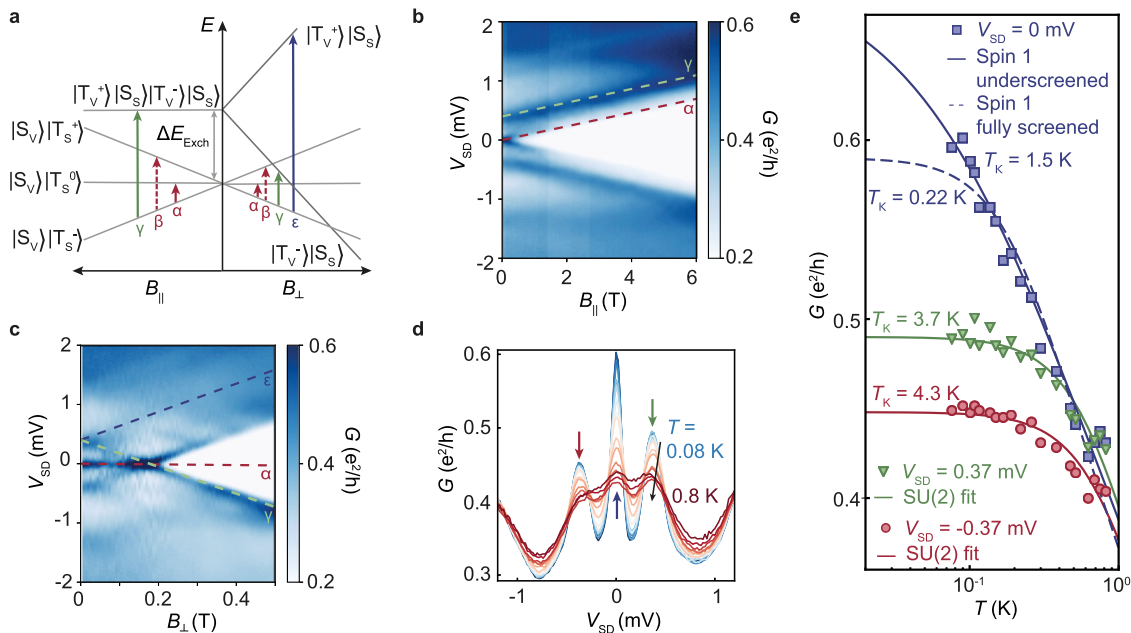 a
E
|T_V⁺⟩|S_S⟩
|T_V⁺⟩|S_S⟩|T_V⁻⟩|S_S⟩
|S_V⟩|T_S⁺⟩
ΔE_Exch
|S_V⟩|T_S⁰⟩
|S_V⟩|T_S⁻⟩
γ
β
α
α
β
γ
ε
|T_V⁻⟩|S_S⟩
B_||
B_⊥
b
2
1
0
-1
-2
V_SD (mV)
γ
α
0
2
4
6
B_|| (T)
0.6
0.4
0.2
G (e²/h)
c
2
1
0
-1
-2
V_SD (mV)
ε
α
γ
0
0.2
0.4
B_⊥ (T)
0.6
0.4
0.2
G (e²/h)
d
0.6
0.5
0.4
0.3
G (e²/h)
T =
0.08 K
0.8 K
-1
0
1
V_SD (mV)
e
V_SD = 0 mV
Spin 1
underscreened
Spin 1
fully screened
T_K = 1.5 K
T_K = 0.22 K
T_K = 3.7 K
T_K = 4.3 K
V_SD = 0.37 mV
SU(2) fit
V_SD = -0.37 mV
SU(2) fit
0.6
0.5
0.4
G (e²/h)
10⁻¹
10⁰
T (K)